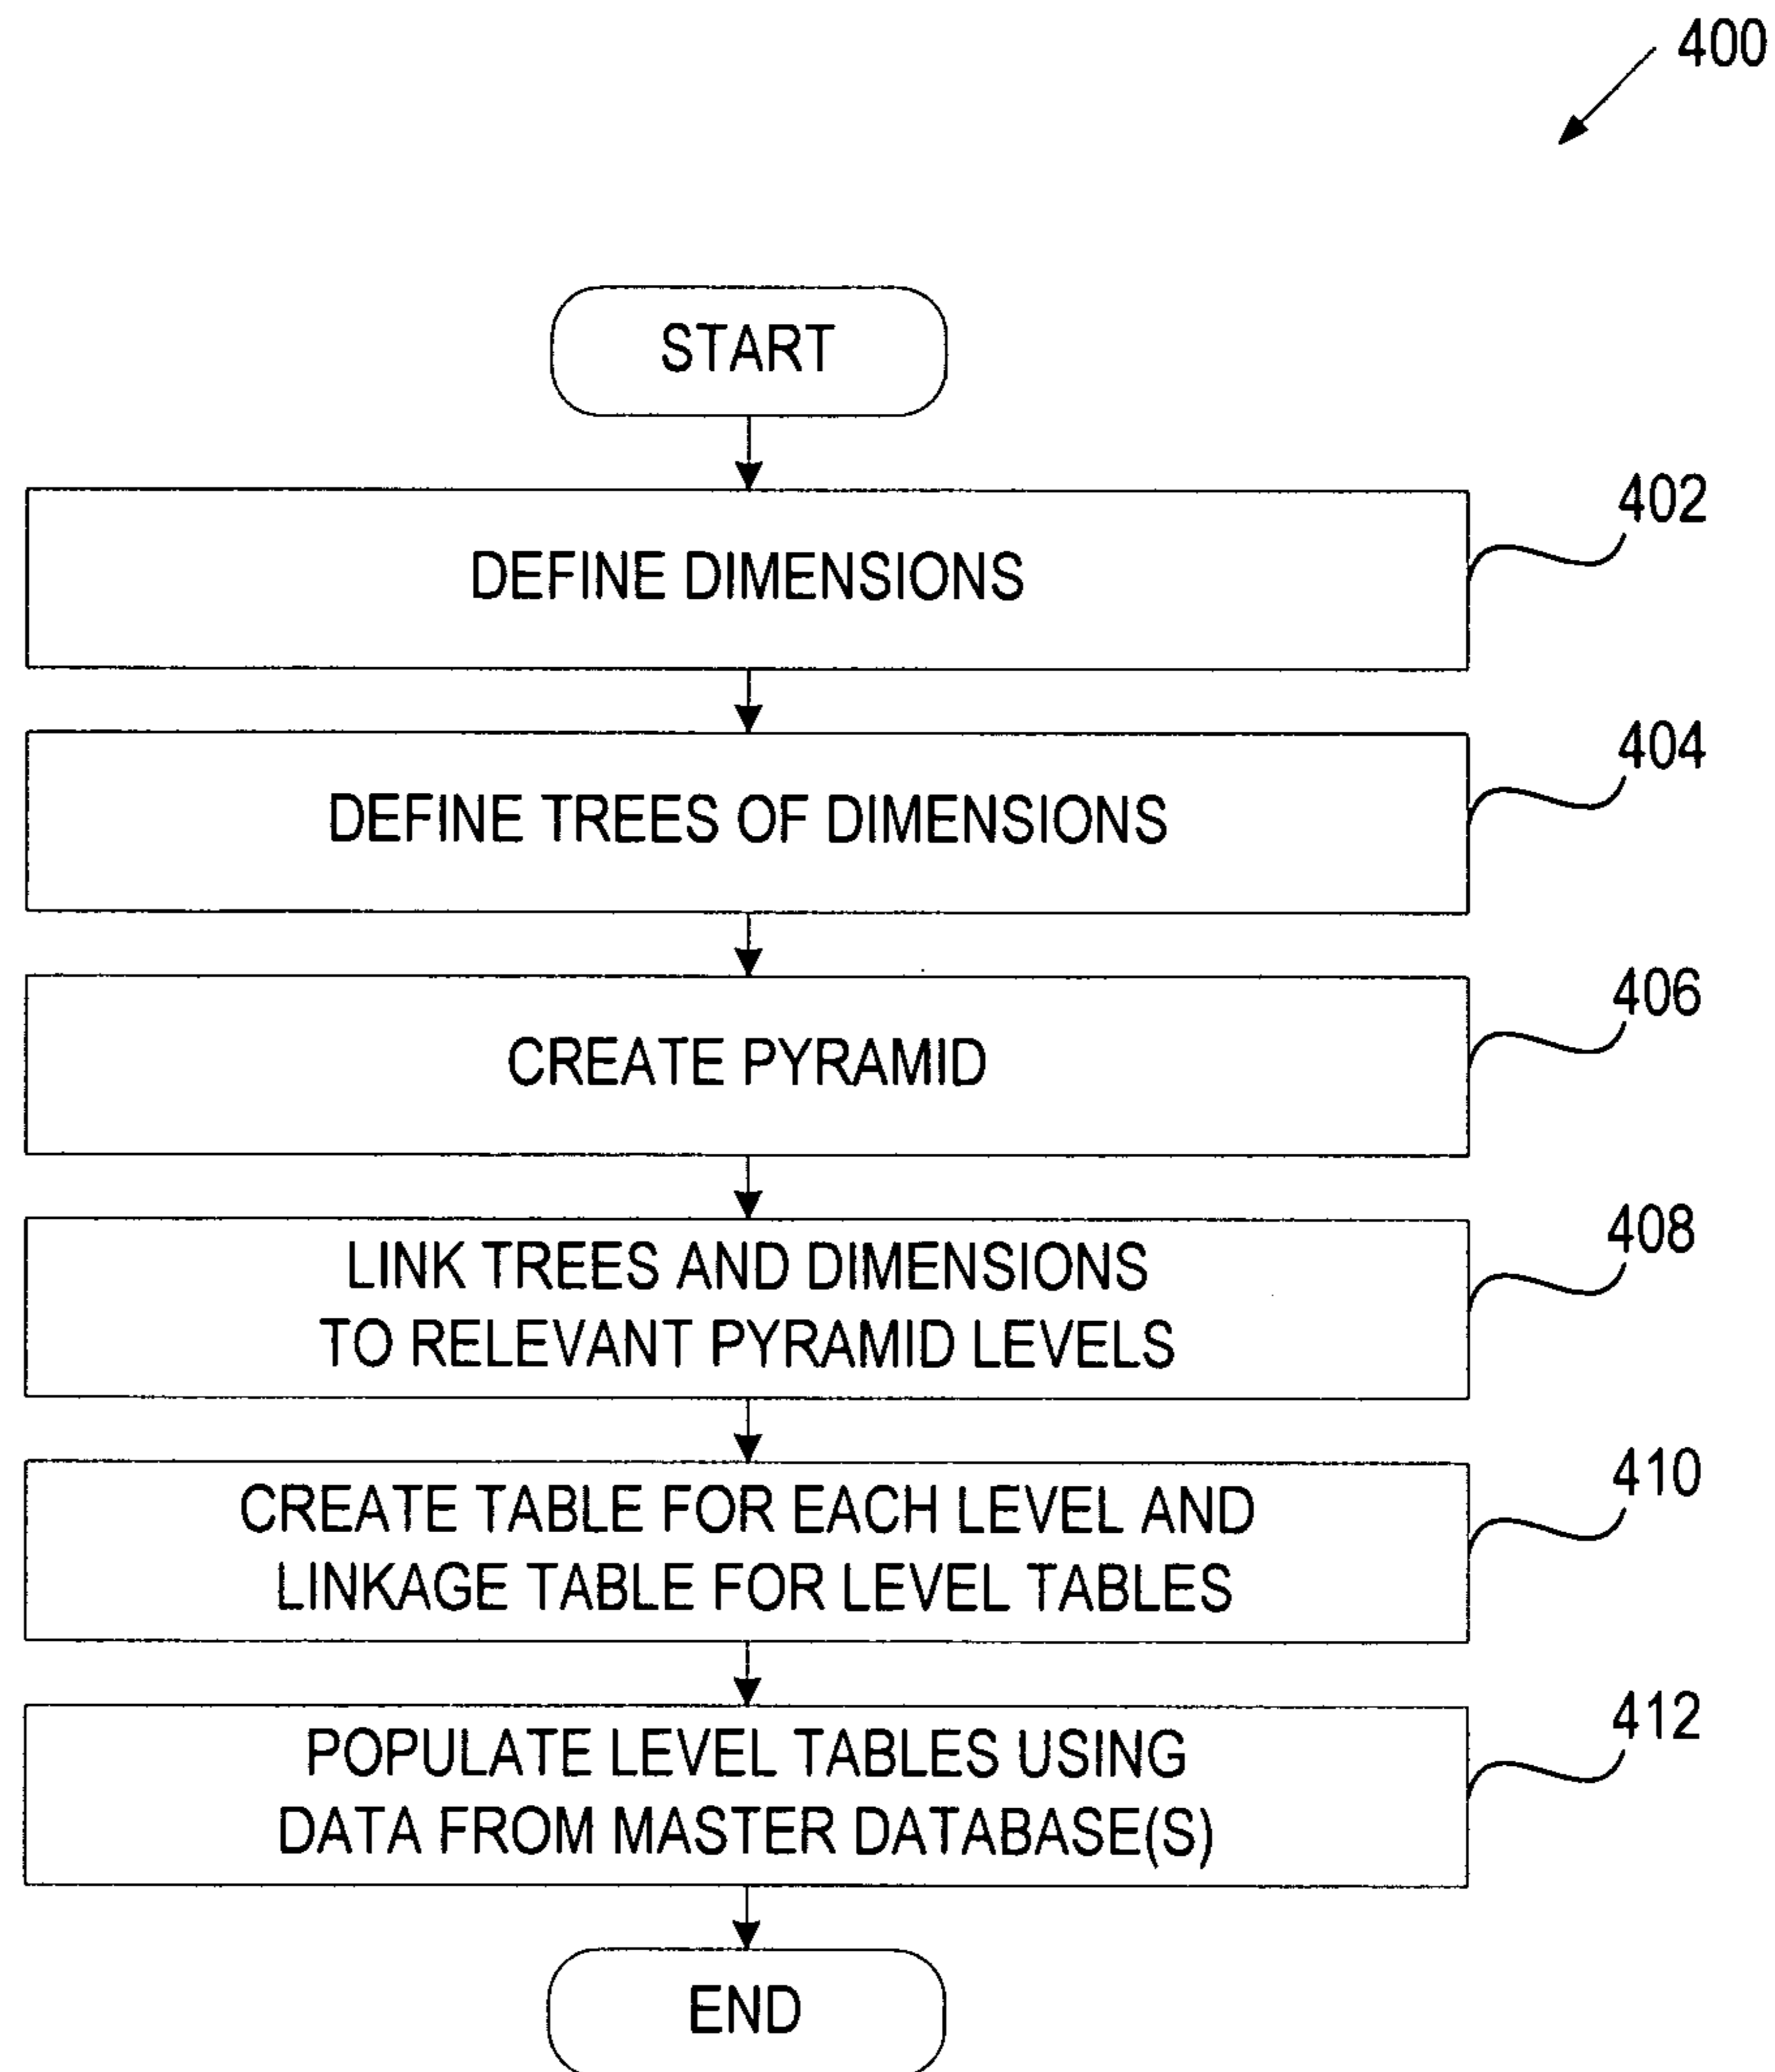 400
START
DEFINE DIMENSIONS
402
DEFINE TREES OF DIMENSIONS
404
CREATE PYRAMID
406
LINK TREES AND DIMENSIONS
TO RELEVANT PYRAMID LEVELS
408
CREATE TABLE FOR EACH LEVEL AND
LINKAGE TABLE FOR LEVEL TABLES
410
POPULATE LEVEL TABLES USING
DATA FROM MASTER DATABASE(S)
412
END